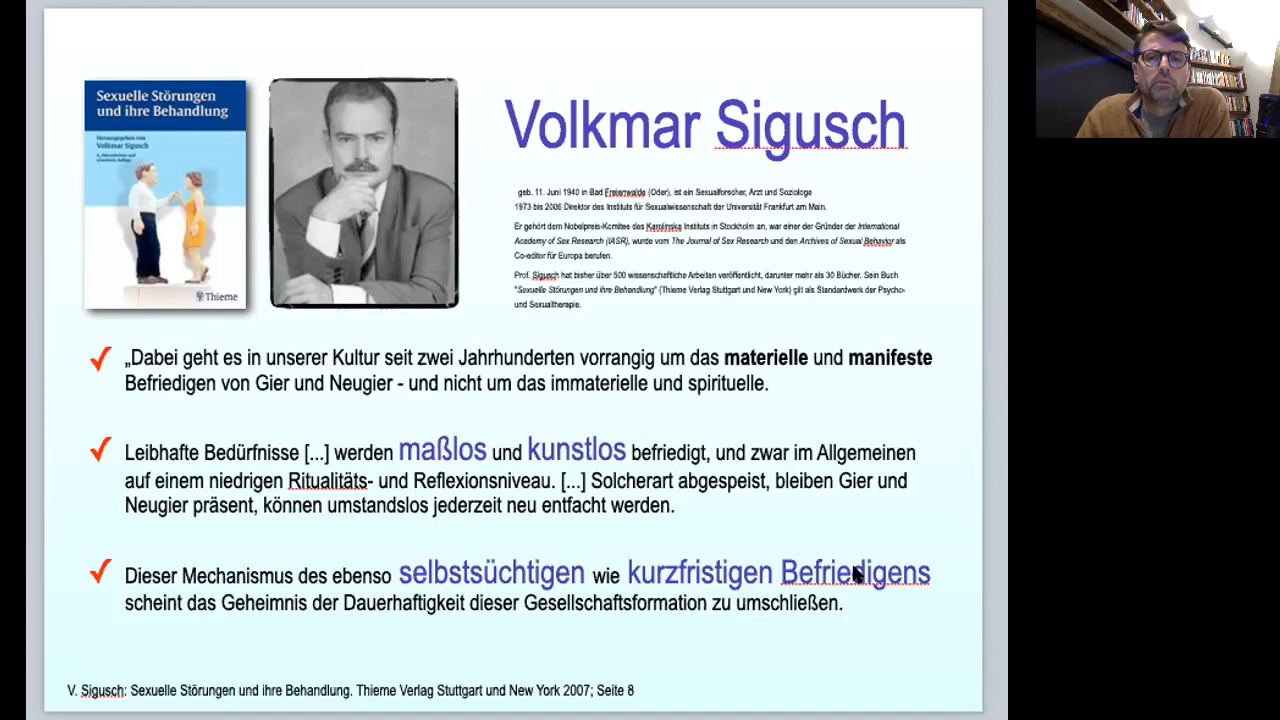 Sexuelle Störungen
und ihre Behandlung
Herausgegeben von
Volkmar Sigusch
4., überarbeitete und
erweiterte Auflage
Thieme
Volkmar Sigusch
geb. 11. Juni 1940 in Bad Freienwalde (Oder), ist ein Sexualforscher, Arzt und Soziologe
1973 bis 2006 Direktor des Instituts für Sexualwissenschaft der Universität Frankfurt am Main.
Er gehört dem Nobelpreis-Komitee des Karolinska Instituts in Stockholm an, war einer der Gründer der International
Academy of Sex Research (IASR), wurde vom The Journal of Sex Research und den Archives of Sexual Behavior als
Co-editor für Europa berufen.
Prof. Sigusch hat bisher über 500 wissenschaftliche Arbeiten veröffentlicht, darunter mehr als 30 Bücher. Sein Buch
"Sexuelle Störungen und ihre Behandlung" (Thieme Verlag Stuttgart und New York) gilt als Standardwerk der Psycho-
und Sexualtherapie.
„Dabei geht es in unserer Kultur seit zwei Jahrhunderten vorrangig um das materielle und manifeste
Befriedigen von Gier und Neugier - und nicht um das immaterielle und spirituelle.
Leibhafte Bedürfnisse [...] werden maßlos und kunstlos befriedigt, und zwar im Allgemeinen
auf einem niedrigen Ritualitäts- und Reflexionsniveau. [...] Solcherart abgespeist, bleiben Gier und
Neugier präsent, können umstandslos jederzeit neu entfacht werden.
Dieser Mechanismus des ebenso selbstsüchtigen wie kurzfristigen Befriedigens
scheint das Geheimnis der Dauerhaftigkeit dieser Gesellschaftsformation zu umschließen.
V. Sigusch: Sexuelle Störungen und ihre Behandlung. Thieme Verlag Stuttgart und New York 2007; Seite 8